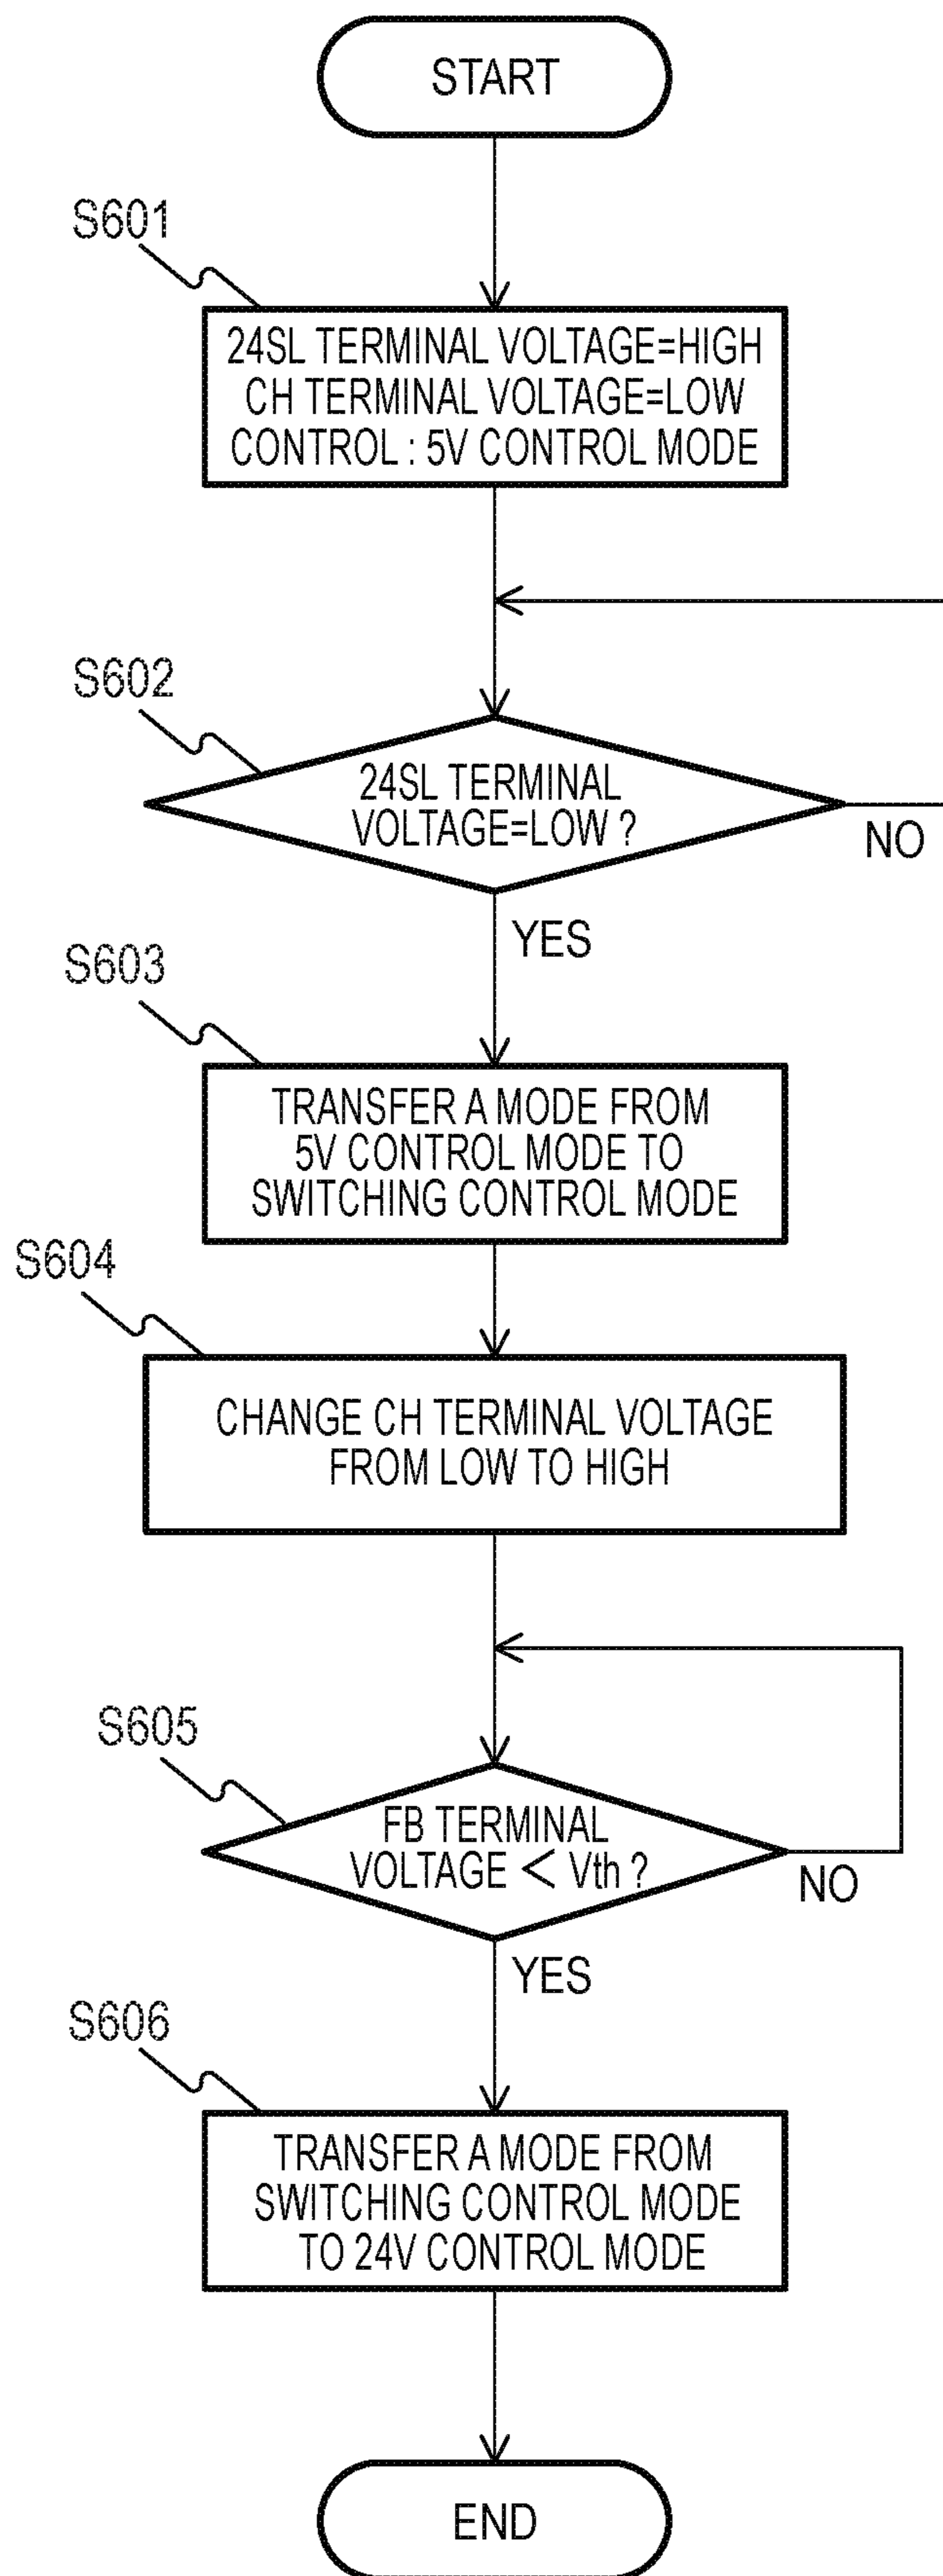 START
S601
24SL TERMINAL VOLTAGE=HIGH
CH TERMINAL VOLTAGE=LOW
CONTROL : 5V CONTROL MODE
S602
24SL TERMINAL
VOLTAGE=LOW ?
NO
YES
S603
TRANSFER A MODE FROM
5V CONTROL MODE TO
SWITCHING CONTROL MODE
S604
CHANGE CH TERMINAL VOLTAGE
FROM LOW TO HIGH
S605
FB TERMINAL
VOLTAGE < Vth ?
NO
YES
S606
TRANSFER A MODE FROM
SWITCHING CONTROL MODE
TO 24V CONTROL MODE
END